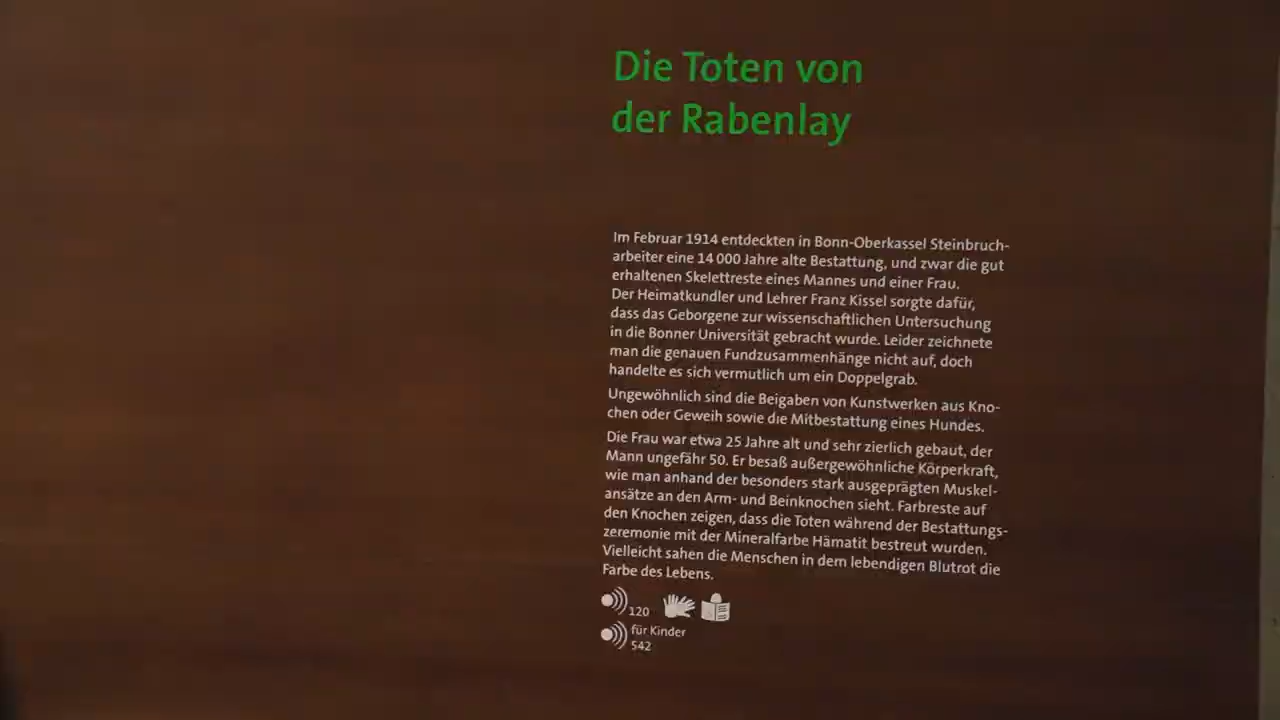 Die Toten von
der Rabenlay
Im Februar 1914 entdeckten in Bonn-Oberkassel Steinbruch-
arbeiter eine 14 000 Jahre alte Bestattung, und zwar die gut
erhaltenen Skelettreste eines Mannes und einer Frau.
Der Heimatkundler und Lehrer Franz Kissel sorgte dafür,
dass das Geborgene zur wissenschaftlichen Untersuchung
in die Bonner Universität gebracht wurde. Leider zeichnete
man die genauen Fundzusammenhänge nicht auf, doch
handelte es sich vermutlich um ein Doppelgrab.
Ungewöhnlich sind die Beigaben von Kunstwerken aus Kno-
chen oder Geweih sowie die Mitbestattung eines Hundes.
Die Frau war etwa 25 Jahre alt und sehr zierlich gebaut, der
Mann ungefähr 50. Er besaß außergewöhnliche Körperkraft,
wie man anhand der besonders stark ausgeprägten Muskel-
ansätze an den Arm- und Beinknochen sieht. Farbreste auf
den Knochen zeigen, dass die Toten während der Bestattungs-
zeremonie mit der Mineralfarbe Hämatit bestreut wurden.
Vielleicht sahen die Menschen in dem lebendigen Blutrot die
Farbe des Lebens.
120
für Kinder
542